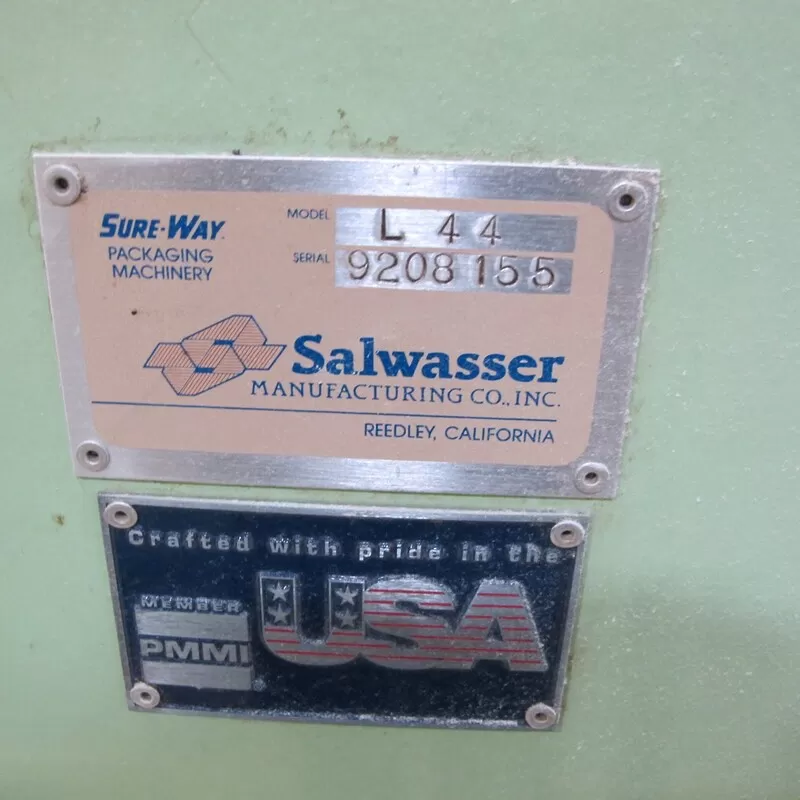 SURE-WAY
PACKAGING
MACHINERY
MODEL L 44
SERIAL 9208 155
Salwasser
MANUFACTURING CO., INC.
REEDLEY, CALIFORNIA
Crafted with pride in the
USA
MEMBER
PMMI